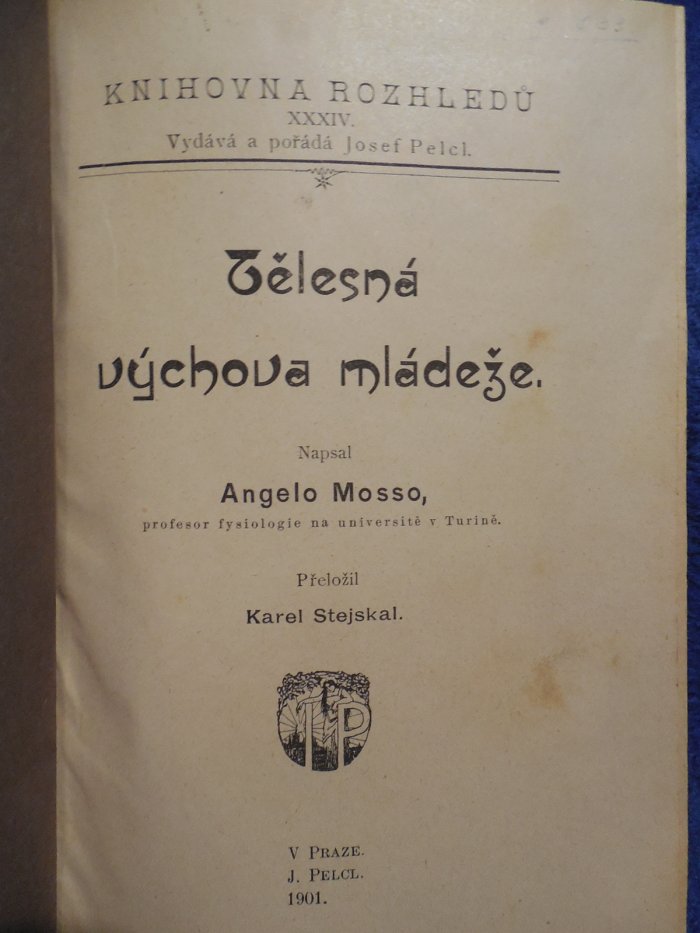 KNIHOVNA ROZHLEDŮ
XXXIV.
Vydává a pořádá Josef Pelcl.
Tělesná
výchova mládeže.
Napsal
Angelo Mosso,
profesor fysiologie na universitě v Turině.
Přeložil
Karel Stejskal.
JP
V PRAZE.
J. PELCL.
1901.